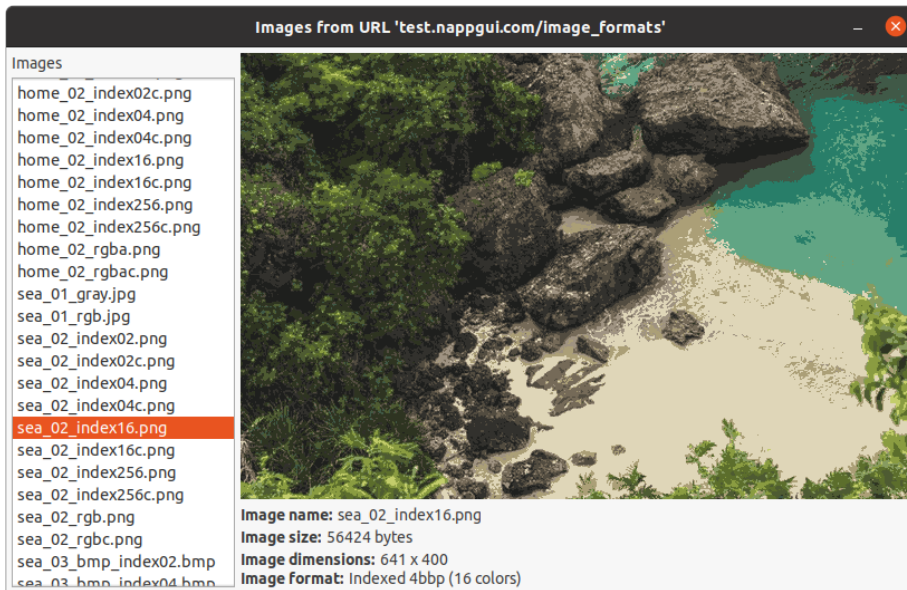 Images from URL 'test.nappgui.com/image_formats'
Images
home_02_index02c.png
home_02_index04.png
home_02_index04c.png
home_02_index16.png
home_02_index16c.png
home_02_index256.png
home_02_index256c.png
home_02_rgba.png
home_02_rgbac.png
sea_01_gray.jpg
sea_01_rgb.jpg
sea_02_index02.png
sea_02_index02c.png
sea_02_index04.png
sea_02_index04c.png
sea_02_index16.png
sea_02_index16c.png
sea_02_index256.png
sea_02_index256c.png
sea_02_rgb.png
sea_02_rgbc.png
sea_03_bmp_index02.bmp
sea_03_bmp_index04.bmp
Image name: sea_02_index16.png
Image size: 56424 bytes
Image dimensions: 641 x 400
Image format: Indexed 4bbp (16 colors)